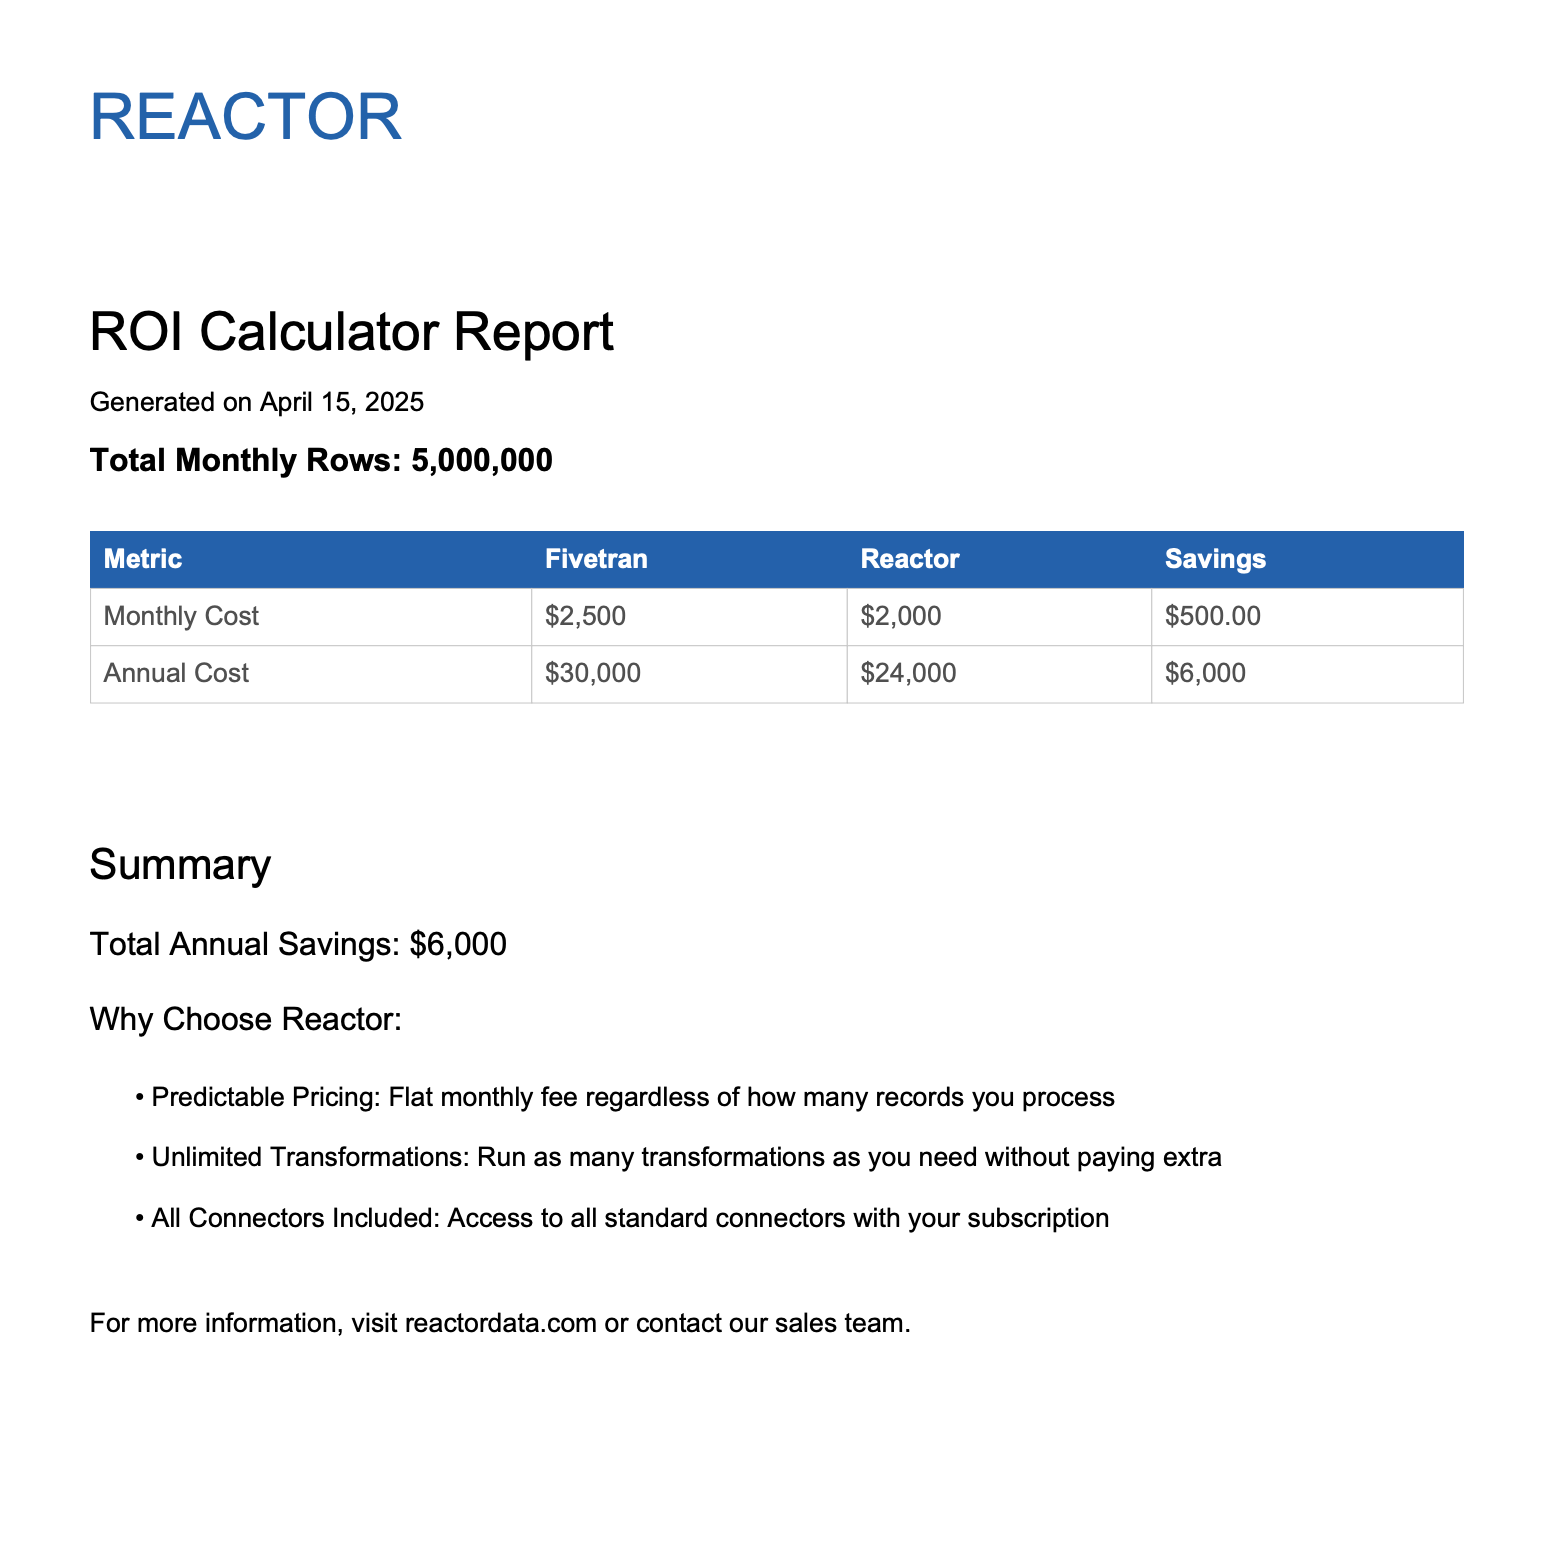 REACTOR
ROI Calculator Report
Generated on April 15, 2025
Total Monthly Rows: 5,000,000
Metric Fivetran Reactor Savings
Monthly Cost $2,500 $2,000 $500.00
Annual Cost $30,000 $24,000 $6,000
Summary
Total Annual Savings: $6,000
Why Choose Reactor:
• Predictable Pricing: Flat monthly fee regardless of how many records you process
• Unlimited Transformations: Run as many transformations as you need without paying extra
• All Connectors Included: Access to all standard connectors with your subscription
For more information, visit reactordata.com or contact our sales team.